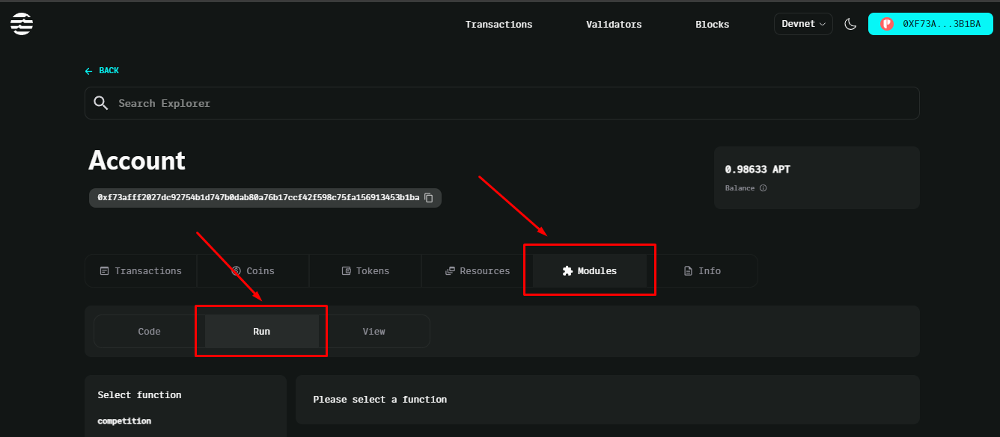 Transactions Validators Blocks Devnet 0XF73A...3B1BA
BACK
Search Explorer
Account
0.98633 APT
Balance
0xf73afff2027dc92754b1d747b0dab80a76b17ccf42f598c75fa156913453b1ba
Transactions Coins Tokens Resources Modules Info
Code Run View
Select function
Please select a function
competition